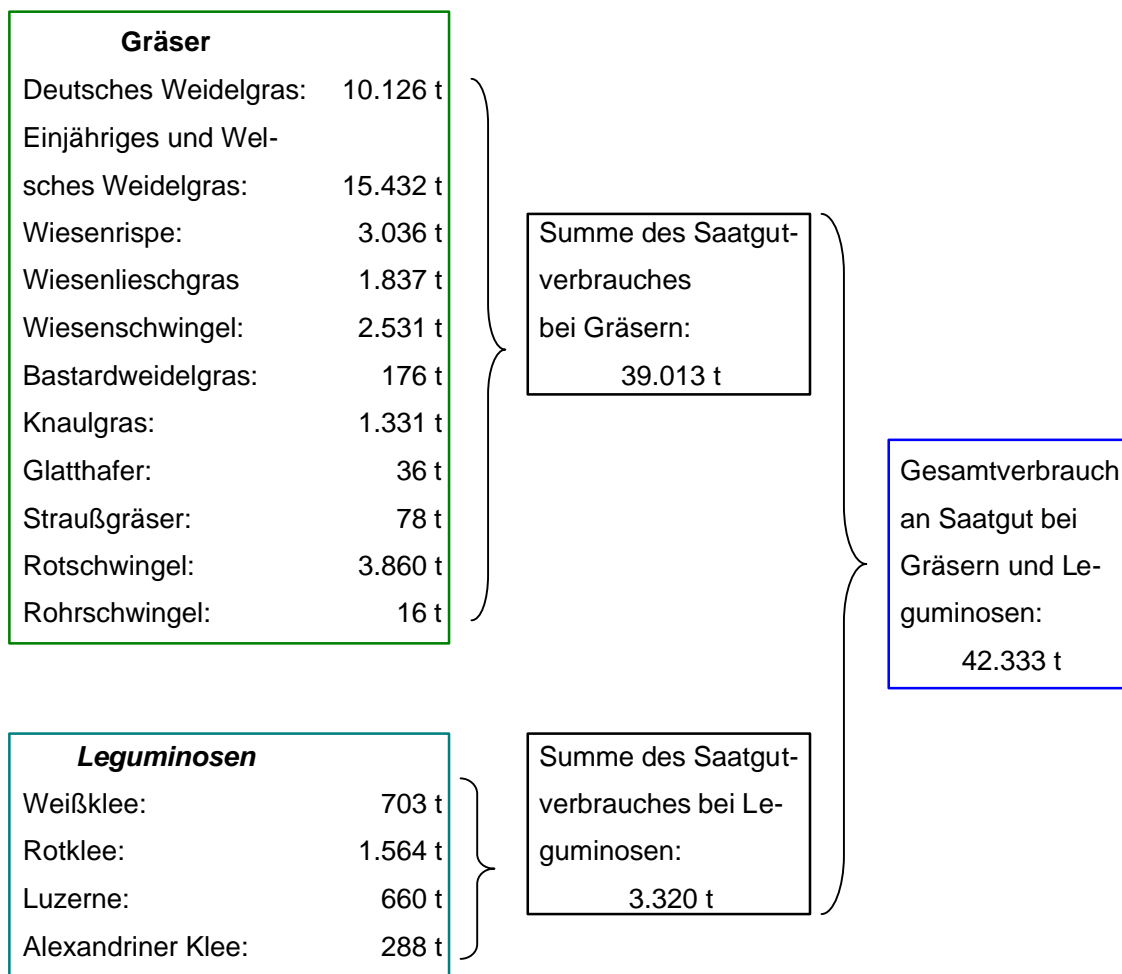 Gräser
Deutsches Weidelgras: 10.126 t
Einjähriges und Wel-
sches Weidelgras: 15.432 t
Wiesenrispe: 3.036 t
Wiesenlieschgras 1.837 t
Wiesenschwingel: 2.531 t
Bastardweidelgras: 176 t
Knaulgras: 1.331 t
Glatthafer: 36 t
Straußgräser: 78 t
Rotschwingel: 3.860 t
Rohrschwingel: 16 t
Summe des Saatgut-
verbrauches
bei Gräsern:
39.013 t
Leguminosen
Weißklee: 703 t
Rotklee: 1.564 t
Luzerne: 660 t
Alexandriner Klee: 288 t
Summe des Saatgut-
verbrauches bei Le-
guminosen:
3.320 t
Gesamtverbrauch
an Saatgut bei
Gräsern und Le-
guminosen:
42.333 t